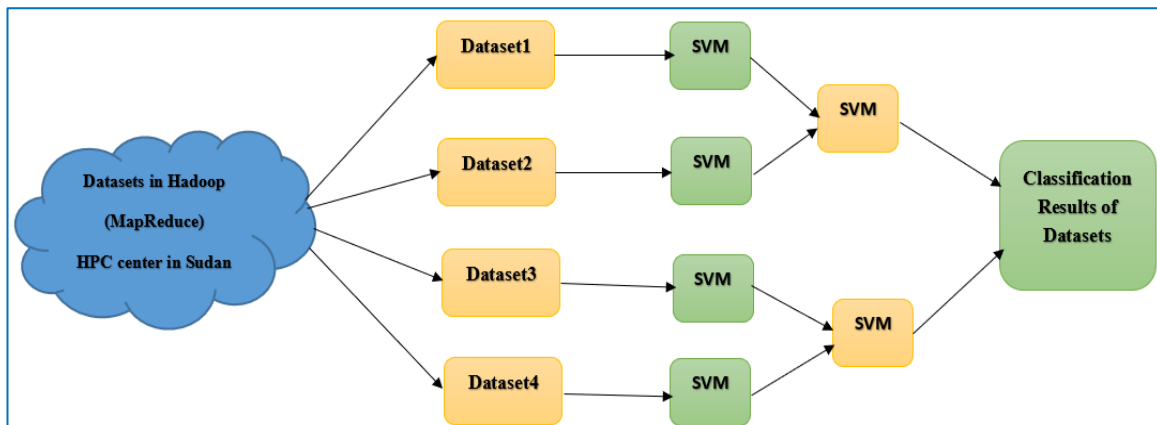 Datasets in Hadoop
(MapReduce)
HPC center in Sudan
Dataset1
SVM
Dataset2
SVM
SVM
Dataset3
SVM
Dataset4
SVM
SVM
Classification
Results of
Datasets